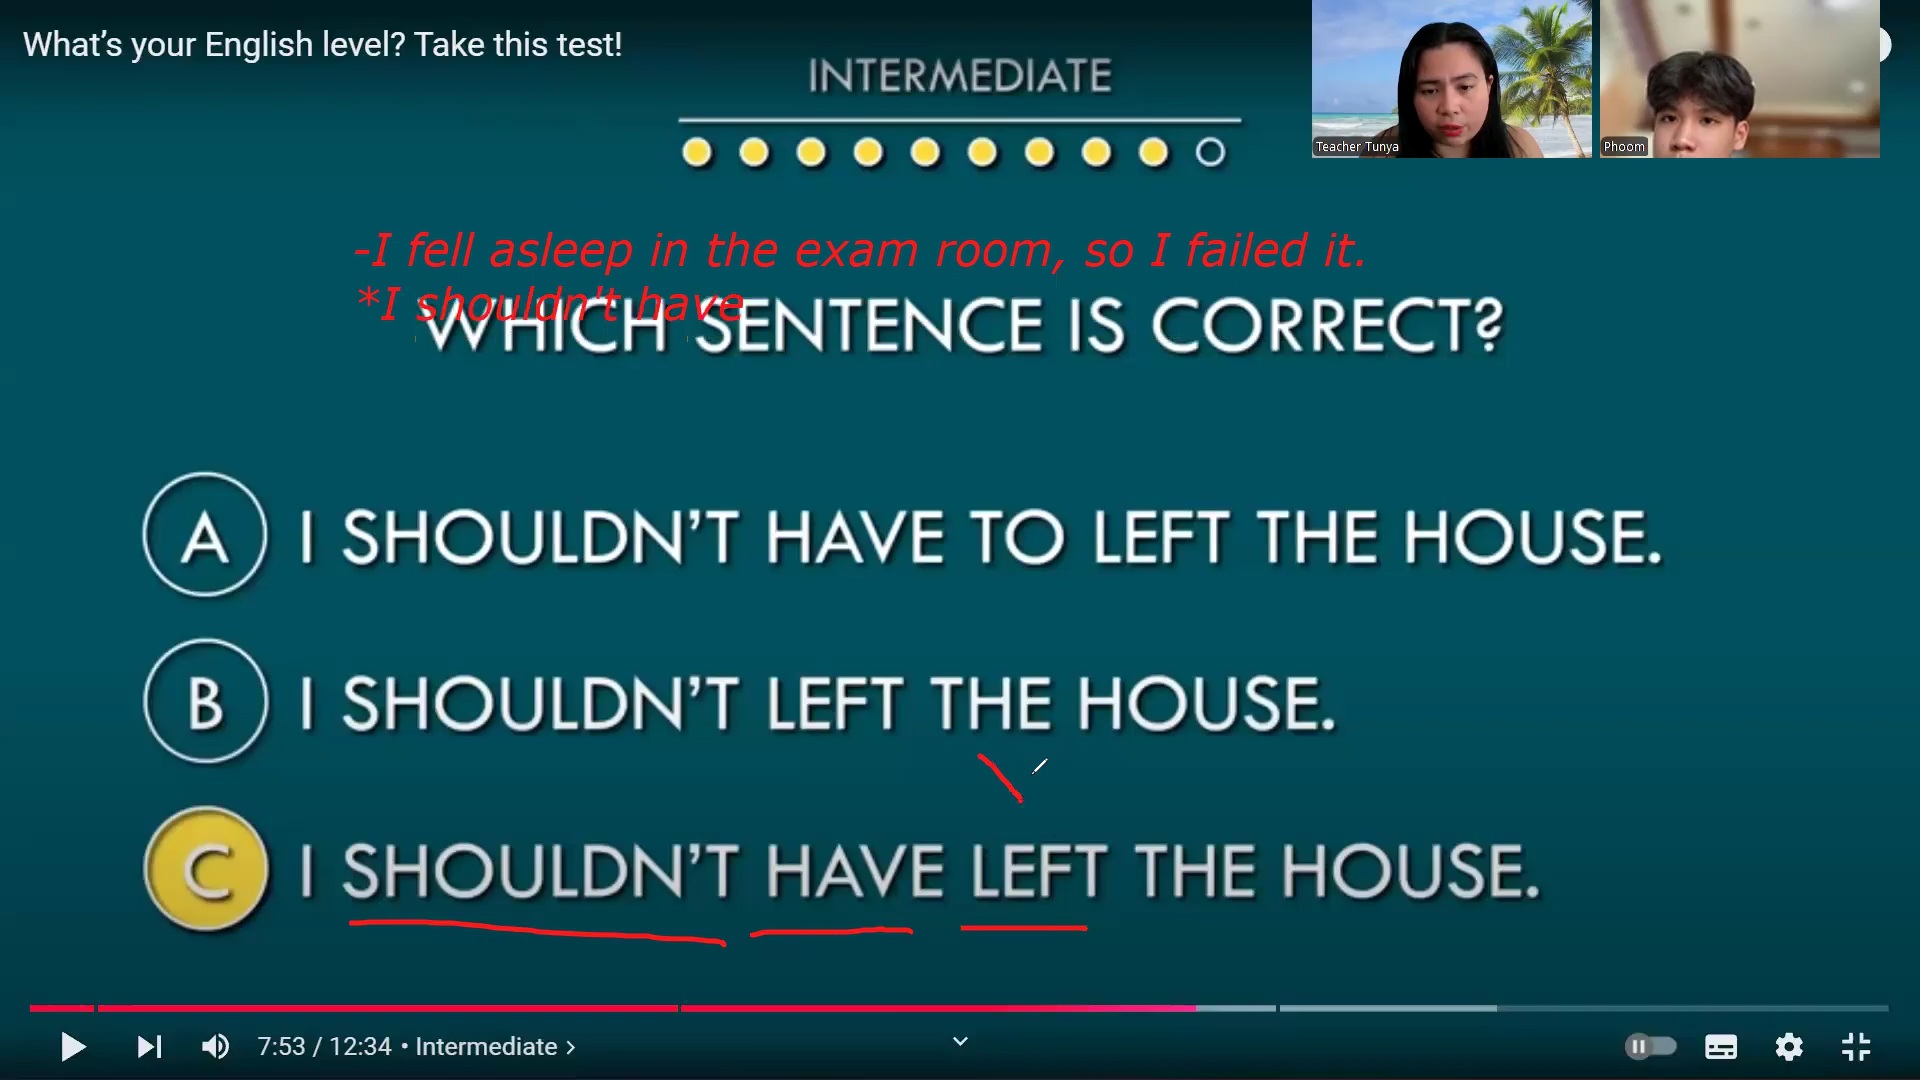 What’s your English level? Take this test!
INTERMEDIATE
Teacher Tunya
Phoom
-I fell asleep in the exam room, so I failed it.
*I shouldn't have
WHICH SENTENCE IS CORRECT?
A I SHOULDN’T HAVE TO LEFT THE HOUSE.
B I SHOULDN’T LEFT THE HOUSE.
C I SHOULDN’T HAVE LEFT THE HOUSE.
7:53 / 12:34 • Intermediate >